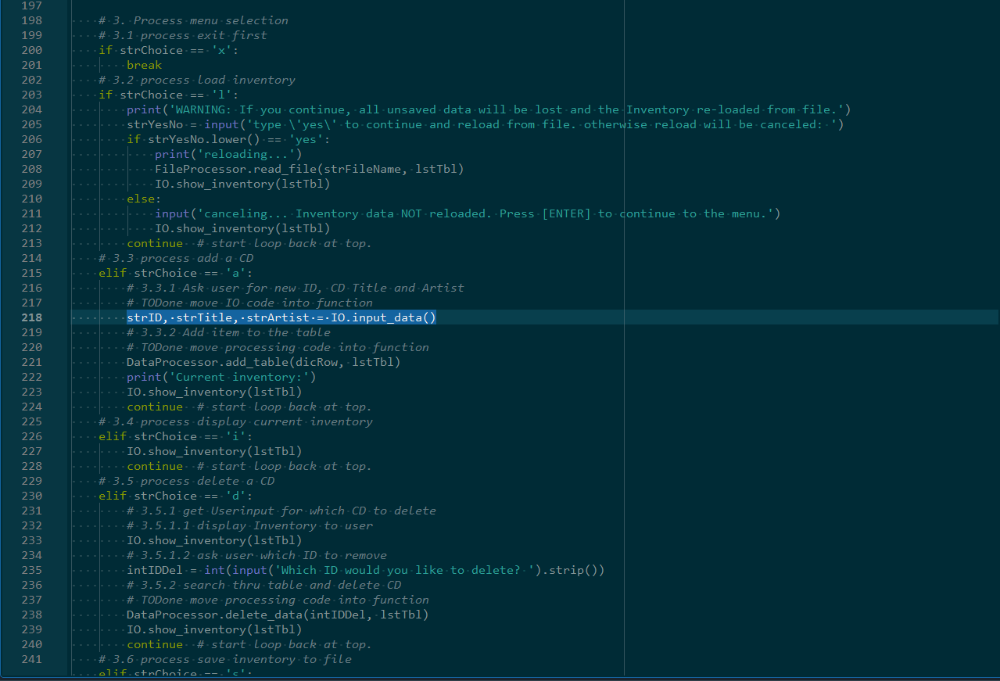 197
198 # 3. Process menu selection
199 # 3.1 process exit first
200 if strChoice == 'x':
201 break
202 # 3.2 process load inventory
203 if strChoice == 'l':
204 print('WARNING: If you continue, all unsaved data will be lost and the Inventory re-loaded from file.')
205 strYesNo = input('type \'yes\' to continue and reload from file. otherwise reload will be canceled: ')
206 if strYesNo.lower() == 'yes':
207 print('reloading...')
208 FileProcessor.read_file(strFileName, lstTbl)
209 IO.show_inventory(lstTbl)
210 else:
211 input('canceling... Inventory data NOT reloaded. Press [ENTER] to continue to the menu.')
212 IO.show_inventory(lstTbl)
213 continue  # start loop back at top.
214 # 3.3 process add a CD
215 elif strChoice == 'a':
216 # 3.3.1 Ask user for new ID, CD Title and Artist
217 # TODone move IO code into function
218 strID, strTitle, strArtist = IO.input_data()
219 # 3.3.2 Add item to the table
220 # TODone move processing code into function
221 DataProcessor.add_table(dicRow, lstTbl)
222 print('Current inventory:')
223 IO.show_inventory(lstTbl)
224 continue  # start loop back at top.
225 # 3.4 process display current inventory
226 elif strChoice == 'i':
227 IO.show_inventory(lstTbl)
228 continue  # start loop back at top.
229 # 3.5 process delete a CD
230 elif strChoice == 'd':
231 # 3.5.1 get Userinput for which CD to delete
232 # 3.5.1.1 display Inventory to user
233 IO.show_inventory(lstTbl)
234 # 3.5.1.2 ask user which ID to remove
235 intIDDel = int(input('Which ID would you like to delete? ').strip())
236 # 3.5.2 search thru table and delete CD
237 # TODone move processing code into function
238 DataProcessor.delete_data(intIDDel, lstTbl)
239 IO.show_inventory(lstTbl)
240 continue  # start loop back at top.
241 # 3.6 process save inventory to file
elif strChoice == 's':